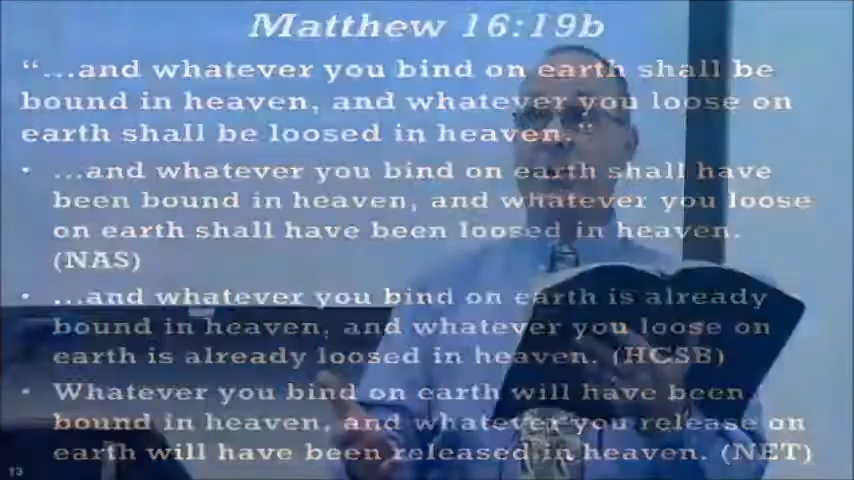 Matthew 16:19b
“…and whatever you bind on earth shall be
bound in heaven, and whatever you loose on
earth shall be loosed in heaven.”
• …and whatever you bind on earth shall have
been bound in heaven, and whatever you loose
on earth shall have been loosed in heaven.
(NAS)
• …and whatever you bind on earth is already
bound in heaven, and whatever you loose on
earth is already loosed in heaven. (HCSB)
• Whatever you bind on earth will have been
bound in heaven, and whatever you release on
earth will have been released in heaven. (NET)
13